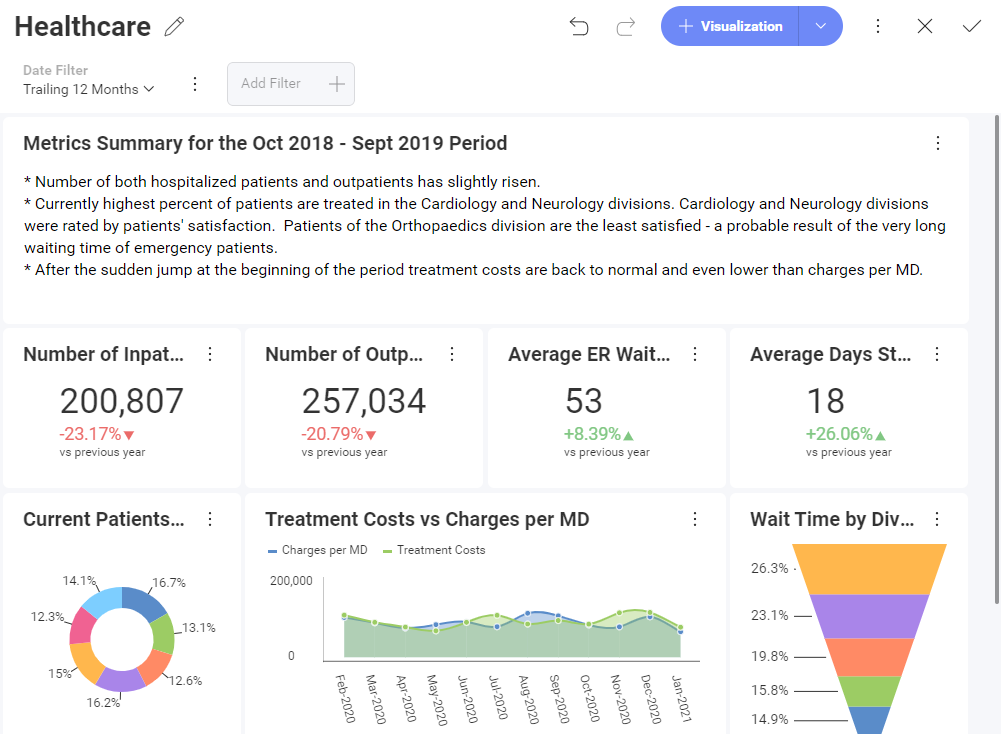 Healthcare
Visualization
Date Filter
Trailing 12 Months
Add Filter
Metrics Summary for the Oct 2018 - Sept 2019 Period
* Number of both hospitalized patients and outpatients has slightly risen.
* Currently highest percent of patients are treated in the Cardiology and Neurology divisions. Cardiology and Neurology divisions
were rated by patients' satisfaction.  Patients of the Orthopaedics division are the least satisfied - a probable result of the very long
waiting time of emergency patients.
* After the sudden jump at the beginning of the period treatment costs are back to normal and even lower than charges per MD.
Number of Inpat...
200,807
-23.17%▼
vs previous year
Number of Outp...
257,034
-20.79%▼
vs previous year
Average ER Wait...
53
+8.39%▲
vs previous year
Average Days St...
18
+26.06%▲
vs previous year
Current Patients...
14.1%
16.7%
12.3%
13.1%
15%
12.6%
16.2%
Treatment Costs vs Charges per MD
Charges per MD
Treatment Costs
200,000
0
Feb-2020
Mar-2020
Apr-2020
May-2020
Jun-2020
Jul-2020
Aug-2020
Sep-2020
Oct-2020
Nov-2020
Dec-2020
Jan-2021
Wait Time by Div...
26.3%
23.1%
19.8%
15.8%
14.9%